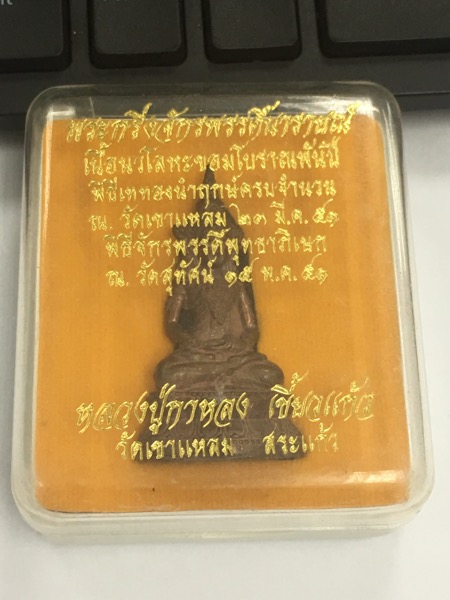 พระกริ่งจักรพรรดิ์นารายณ์
เนื้อนวโลหะขอมโบราณพันปี
พิธีเททองนำฤกษ์ครบจำนวน
ณ. วัดเขาแหลม ๒๓ มี.ค. ๕๑
พิธีจักรพรรดิ์พุทธาภิเษก
ณ. วัดสุทัศน์ ๑๕ พ.ค. ๕๑
หลวงปู่กาหลง เขี้ยวแก้ว
วัดเขาแหลม สระแก้ว